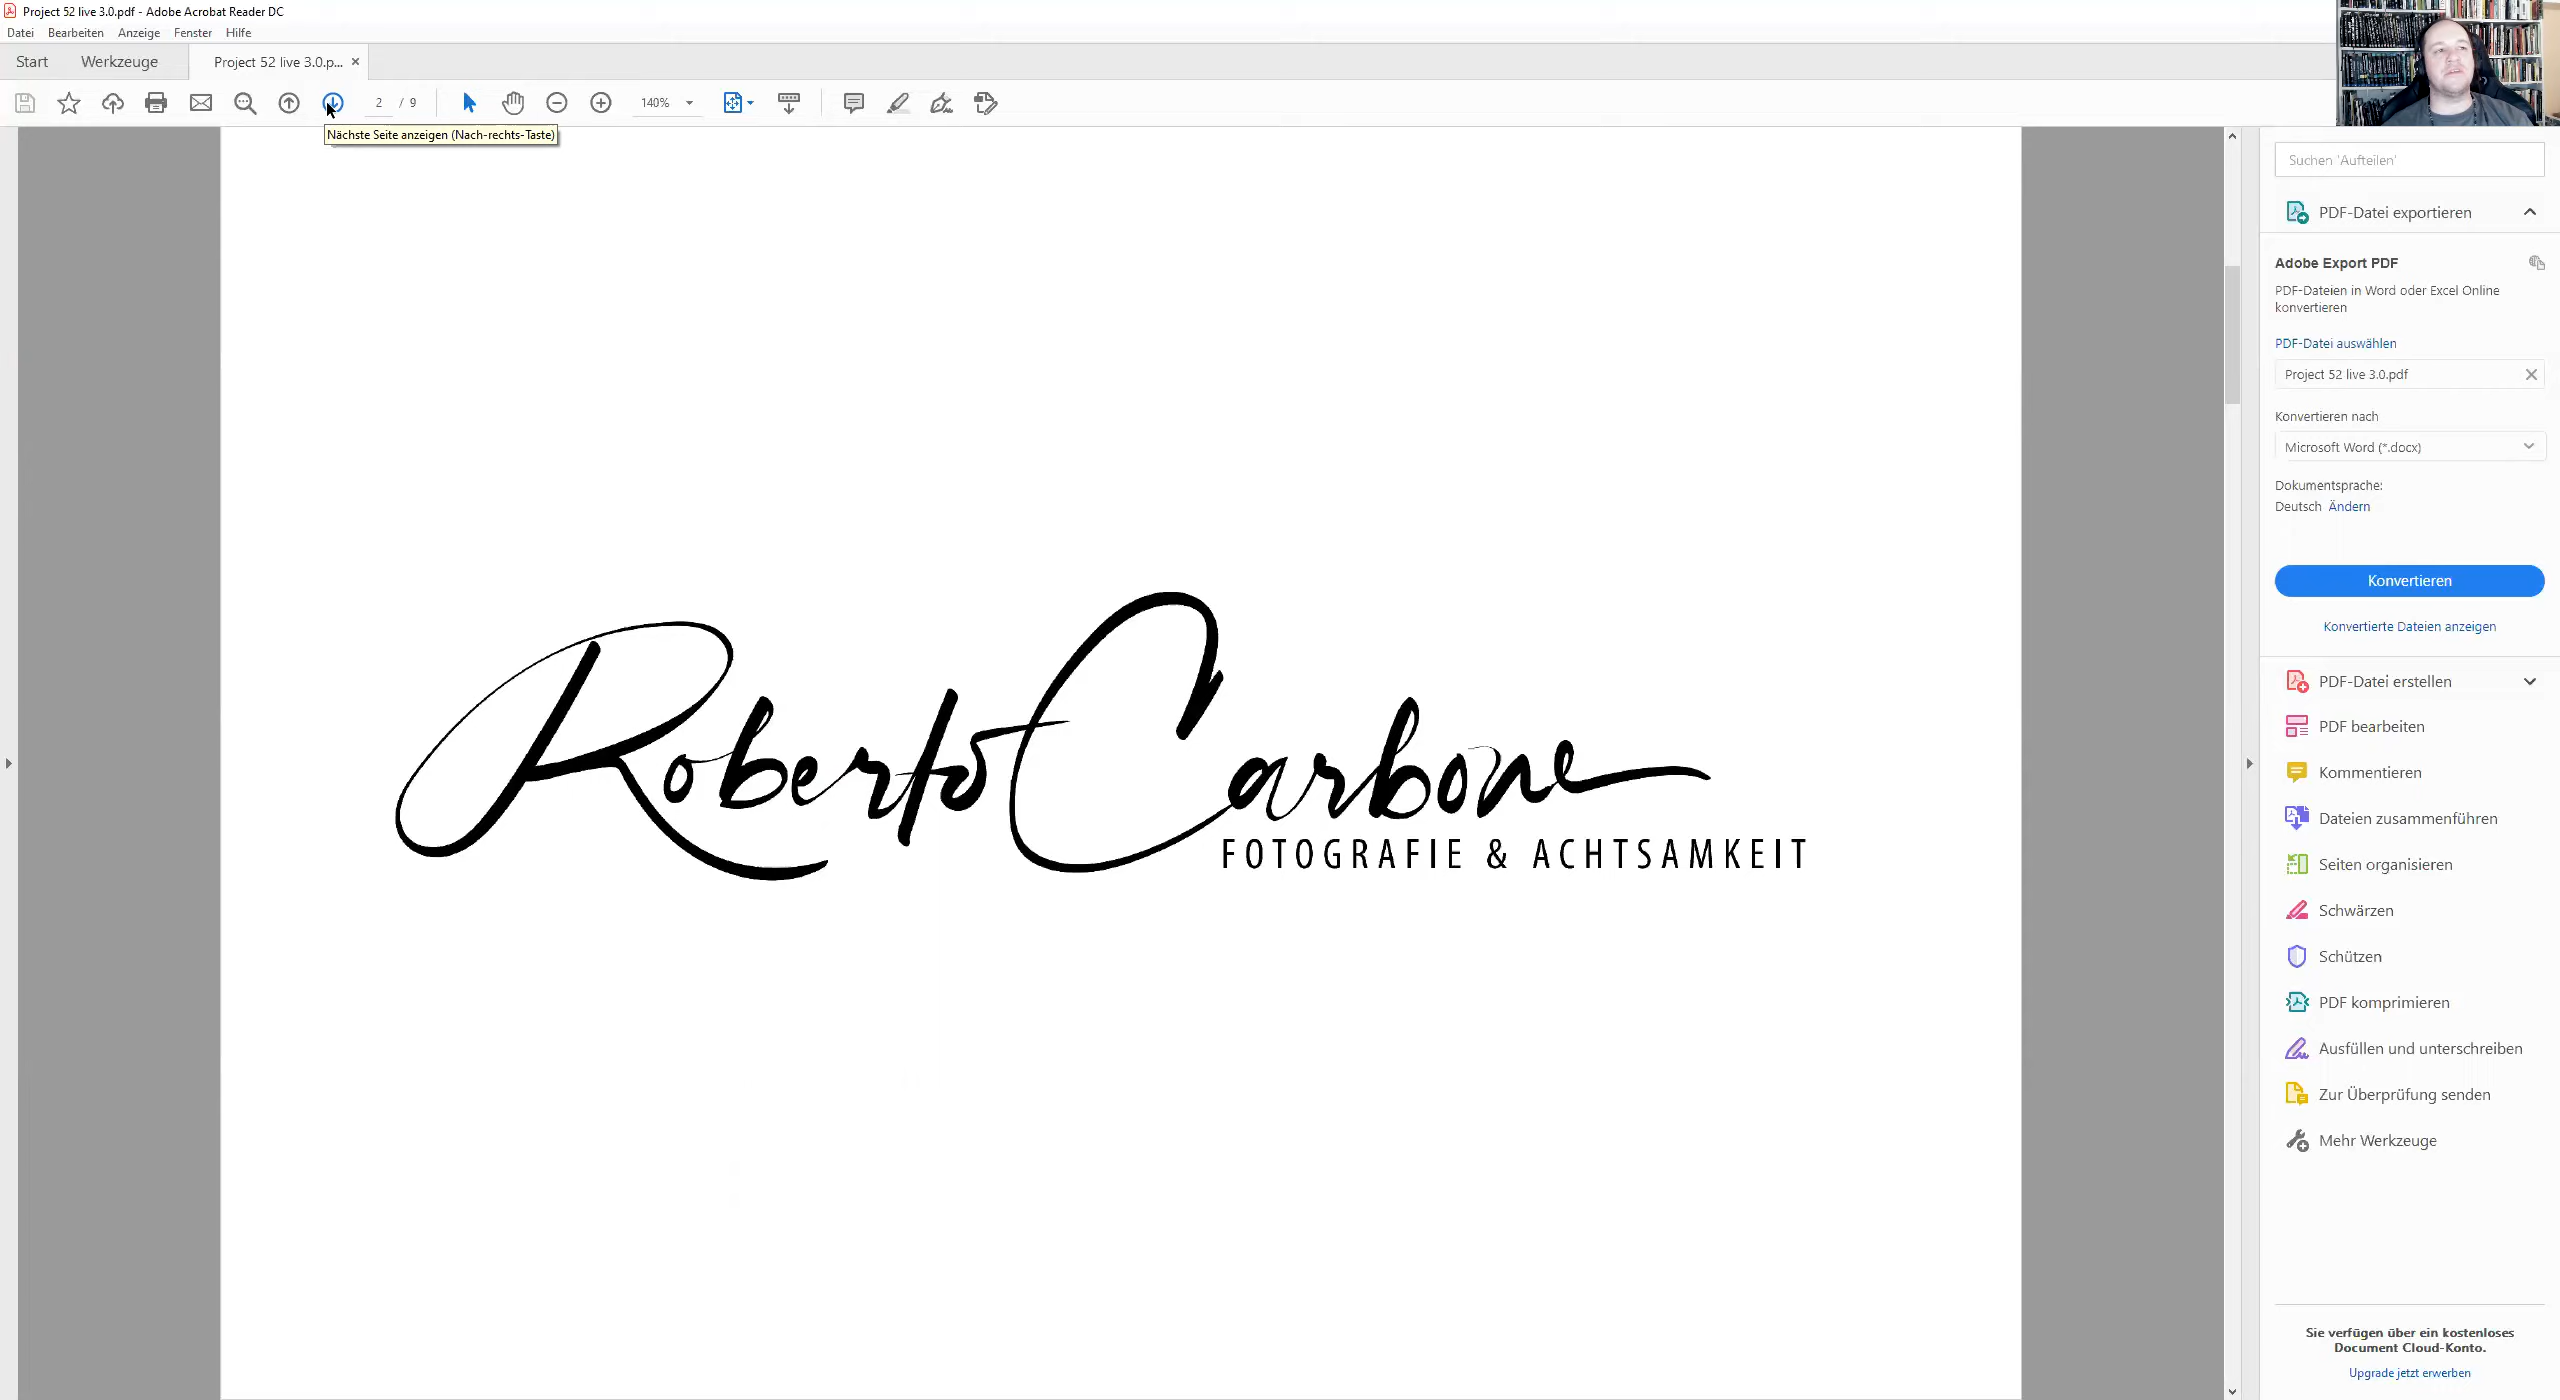 Project 52 live 3.0.pdf - Adobe Acrobat Reader DC
Datei Bearbeiten Anzeige Fenster Hilfe
Start Werkzeuge Project 52 live 3.0.p...
2 / 9 140%
Nächste Seite anzeigen (Nach-rechts-Taste)
Roberto Carbone
FOTOGRAFIE & ACHTSAMKEIT
Suchen 'Aufteilen'
PDF-Datei exportieren
Adobe Export PDF
PDF-Dateien in Word oder Excel Online
konvertieren
PDF-Datei auswählen
Project 52 live 3.0.pdf
Konvertieren nach
Microsoft Word (*.docx)
Dokumentsprache:
Deutsch Ändern
Konvertieren
Konvertierte Dateien anzeigen
PDF-Datei erstellen
PDF bearbeiten
Kommentieren
Dateien zusammenführen
Seiten organisieren
Schwärzen
Schützen
PDF komprimieren
Ausfüllen und unterschreiben
Zur Überprüfung senden
Mehr Werkzeuge
Sie verfügen über ein kostenloses
Document Cloud-Konto.
Upgrade jetzt erwerben